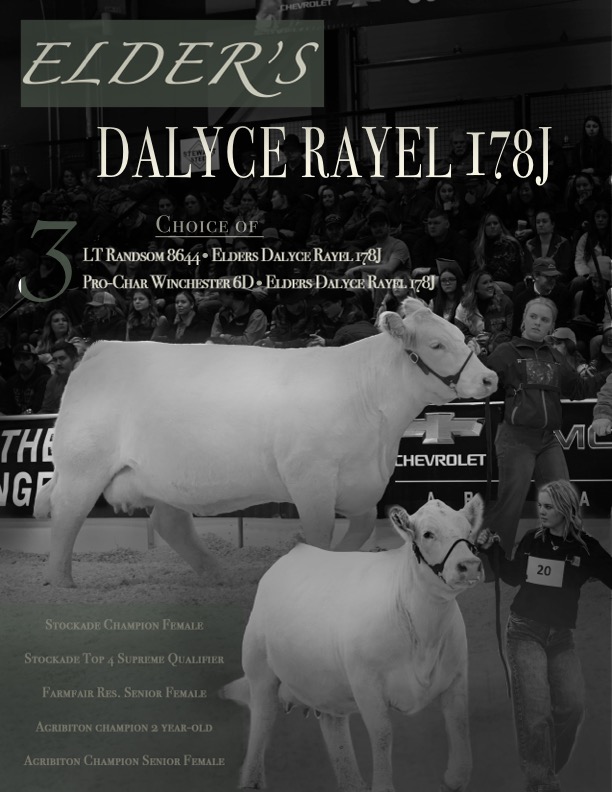 CHEVROLET
ELDER'S
DALYCE RAYEL 178J
3
CHOICE OF
LT RANDSOM 8644 • ELDERS DALYCE RAYEL 178J
PRO-CHAR WINCHESTER 6D • ELDERS DALYCE RAYEL 178J
THE
CHEVROLET
20
STOCKADE CHAMPION FEMALE
STOCKADE TOP 4 SUPREME QUALIFIER
FARMFAIR RES. SENIOR FEMALE
AGRIBITON CHAMPION 2 YEAR-OLD
AGRIBITON CHAMPION SENIOR FEMALE